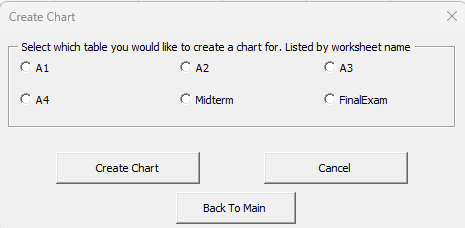 Create Chart
Select which table you would like to create a chart for. Listed by worksheet name
A1 A2 A3
A4 Midterm FinalExam
Create Chart Cancel
Back To Main